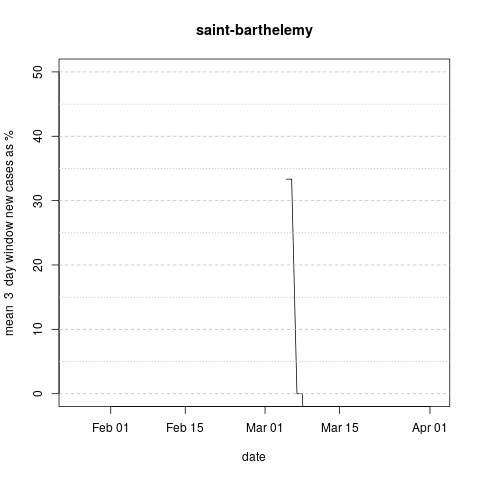 saint-barthelemy
mean  3  day window new cases as %
50
40
30
20
10
0
Feb 01
Feb 15
Mar 01
Mar 15
Apr 01
date